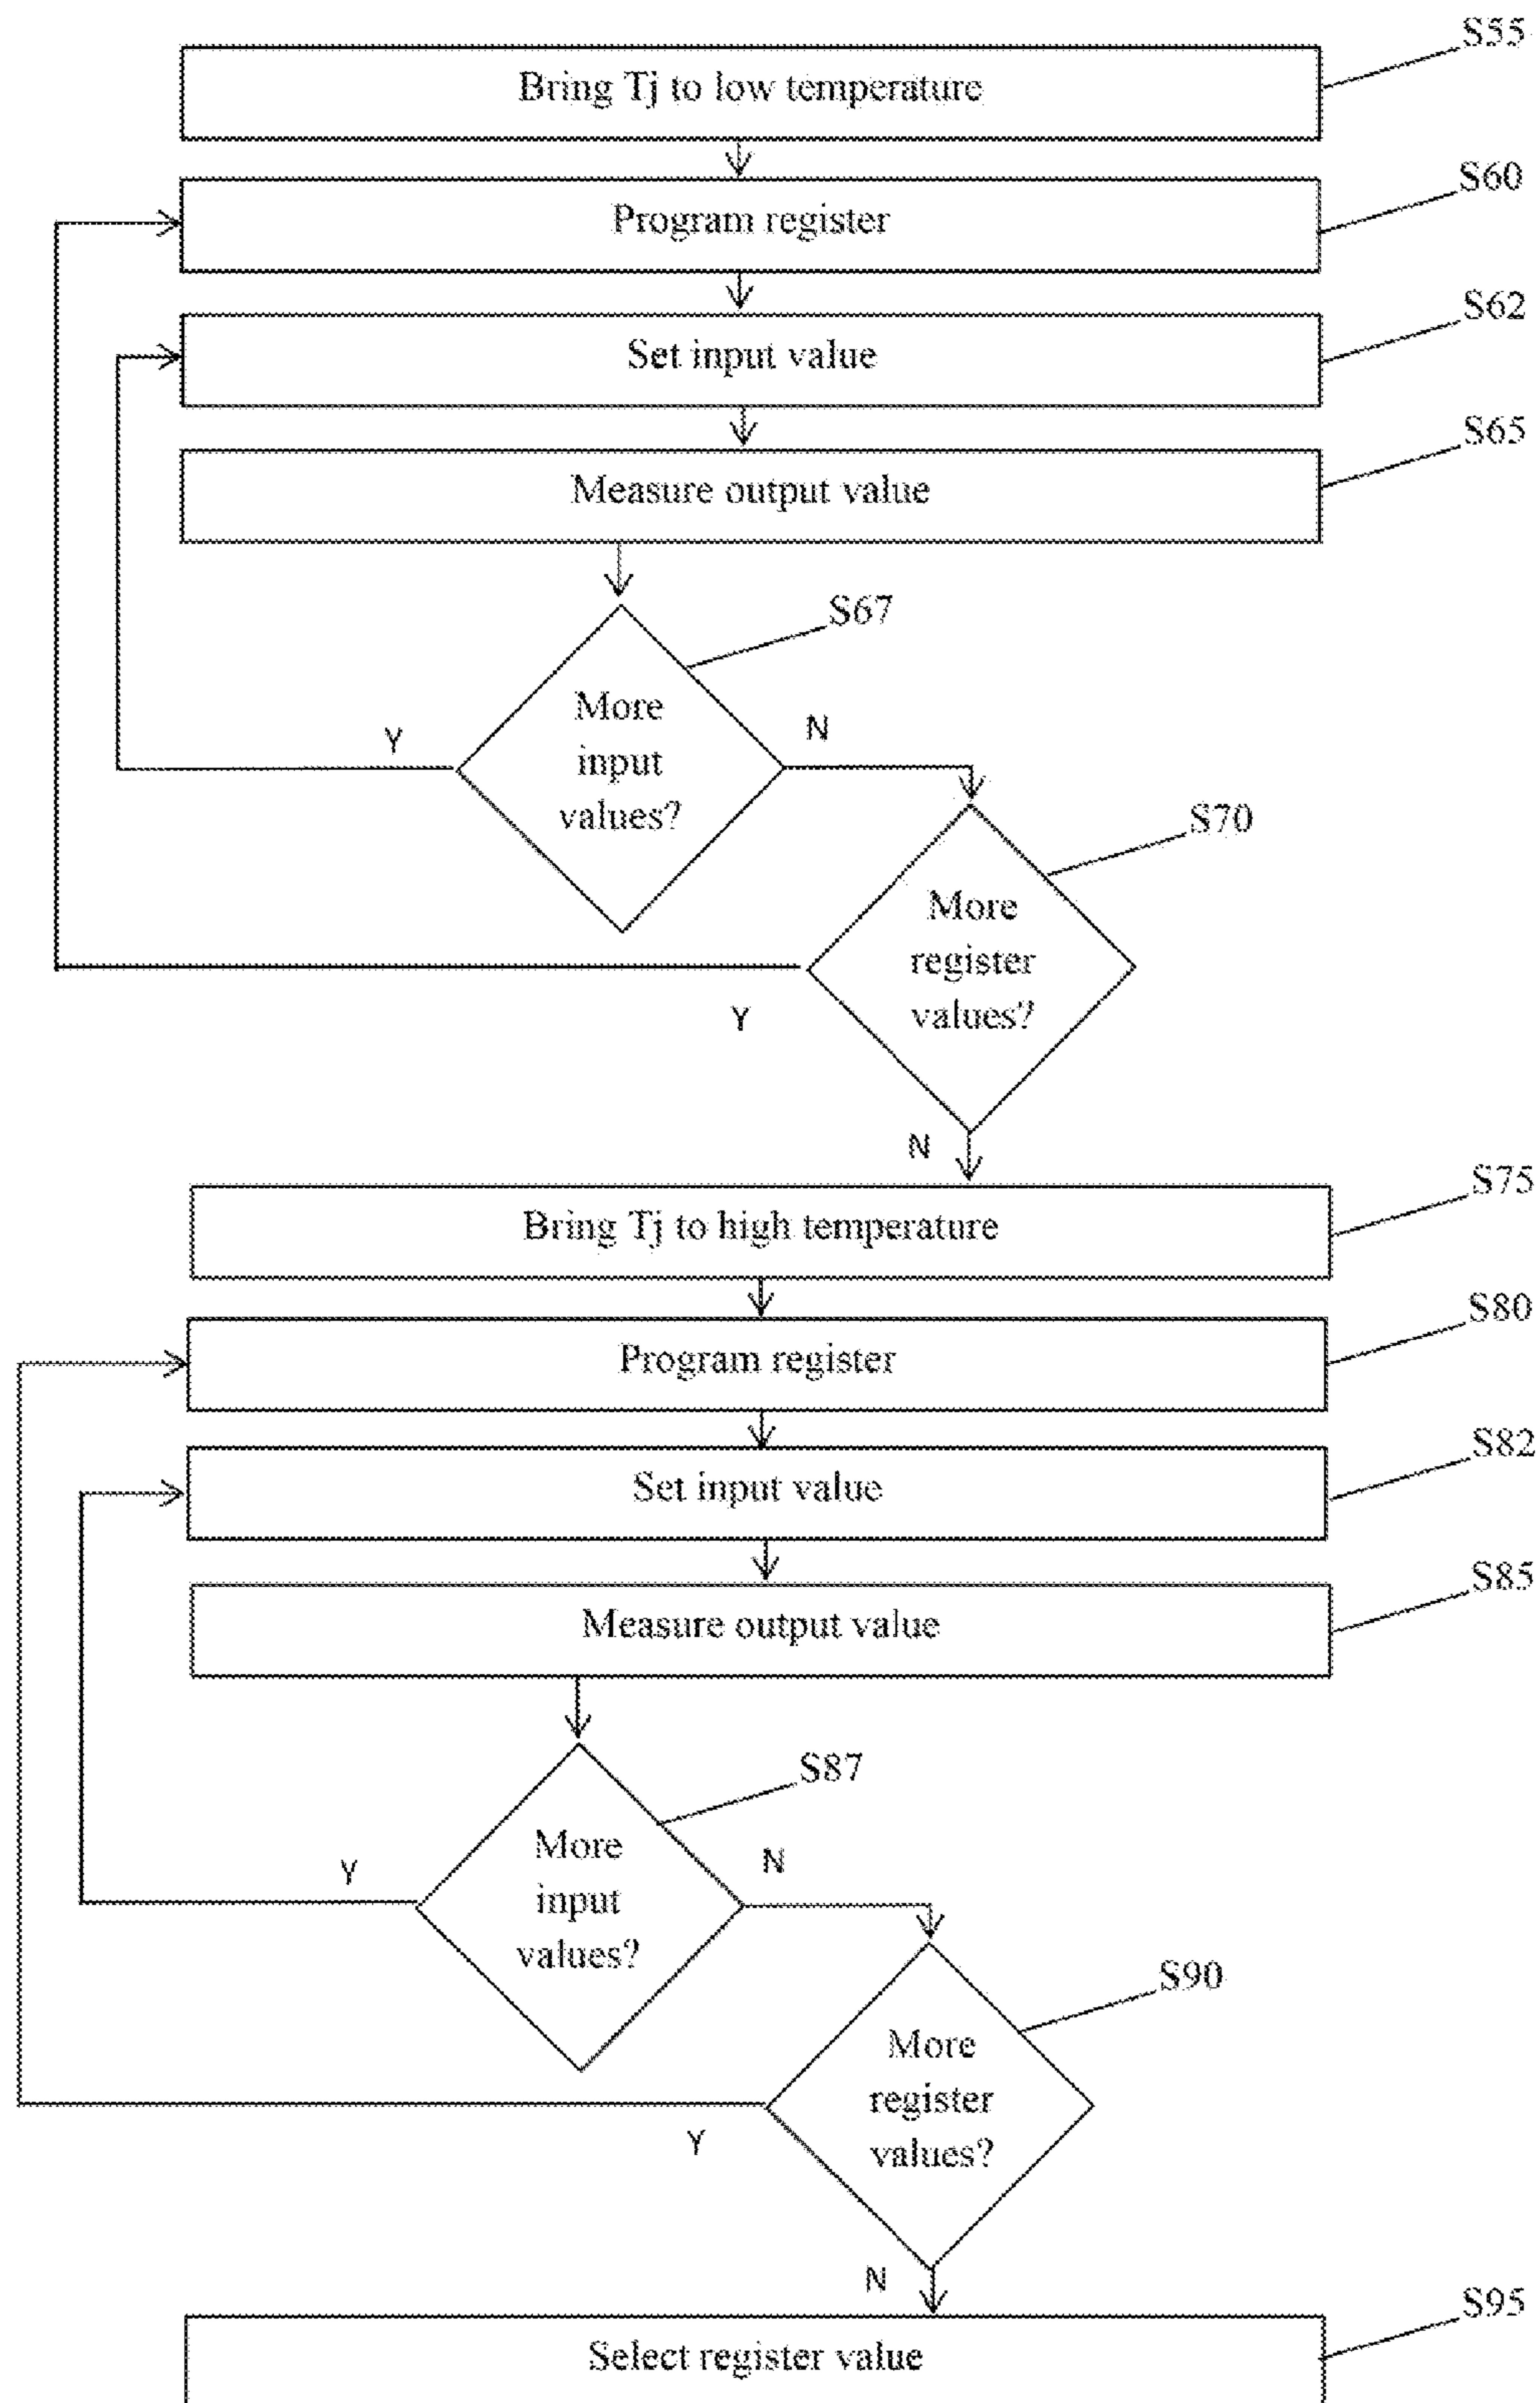 S55
Bring Tj to low temperature
S60
Program register
S62
Set input value
S65
Measure output value
S67
More
input
values?
Y
N
S70
More
register
values?
Y
N
S75
Bring Tj to high temperature
S80
Program register
S82
Set input value
S85
Measure output value
S87
More
input
values?
Y
N
S90
More
register
values?
Y
N
S95
Select register value